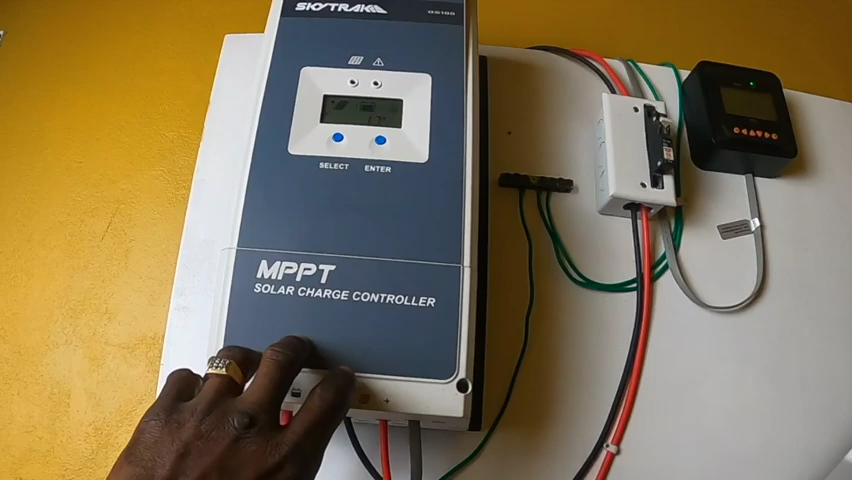 SKYTRAK
SELECT
ENTER
MPPT
SOLAR CHARGE CONTROLLER